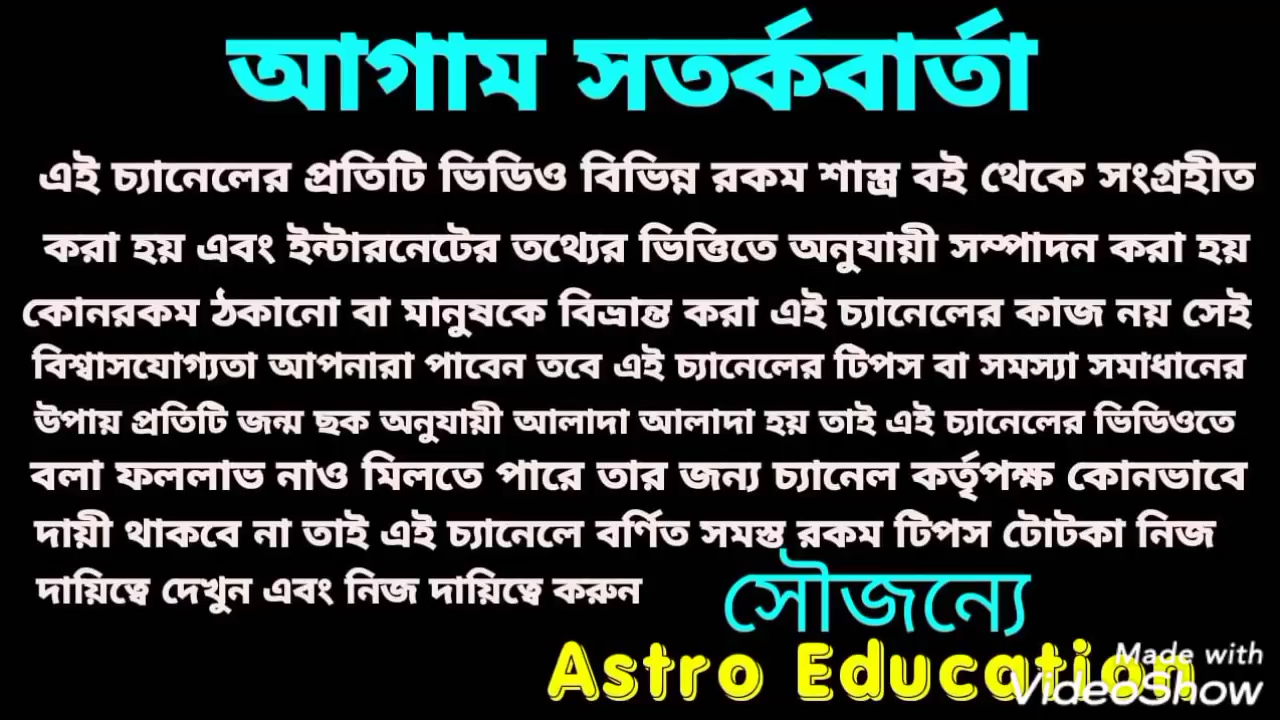 আগাম সতর্কবার্তা
এই চ্যানেলের প্রতিটি ভিডিও বিভিন্ন রকম শাস্ত্র বই থেকে সংগ্রহীত
করা হয় এবং ইন্টারনেটের তথ্যের ভিত্তিতে অনুযায়ী সম্পাদন করা হয়
কোনরকম ঠকানো বা মানুষকে বিভ্রান্ত করা এই চ্যানেলের কাজ নয় সেই
বিশ্বাসযোগ্যতা আপনারা পাবেন তবে এই চ্যানেলের টিপস বা সমস্যা সমাধানের
উপায় প্রতিটি জন্ম ছক অনুযায়ী আলাদা আলাদা হয় তাই এই চ্যানেলের ভিডিওতে
বলা ফললাভ নাও মিলতে পারে তার জন্য চ্যানেল কর্তৃপক্ষ কোনভাবে
দায়ী থাকবে না তাই এই চ্যানেলে বর্ণিত সমস্ত রকম টিপস টোটকা নিজ
দায়িত্বে দেখুন এবং নিজ দায়িত্বে করুন
সৌজন্যে
Astro Education
Made with
VideoShow